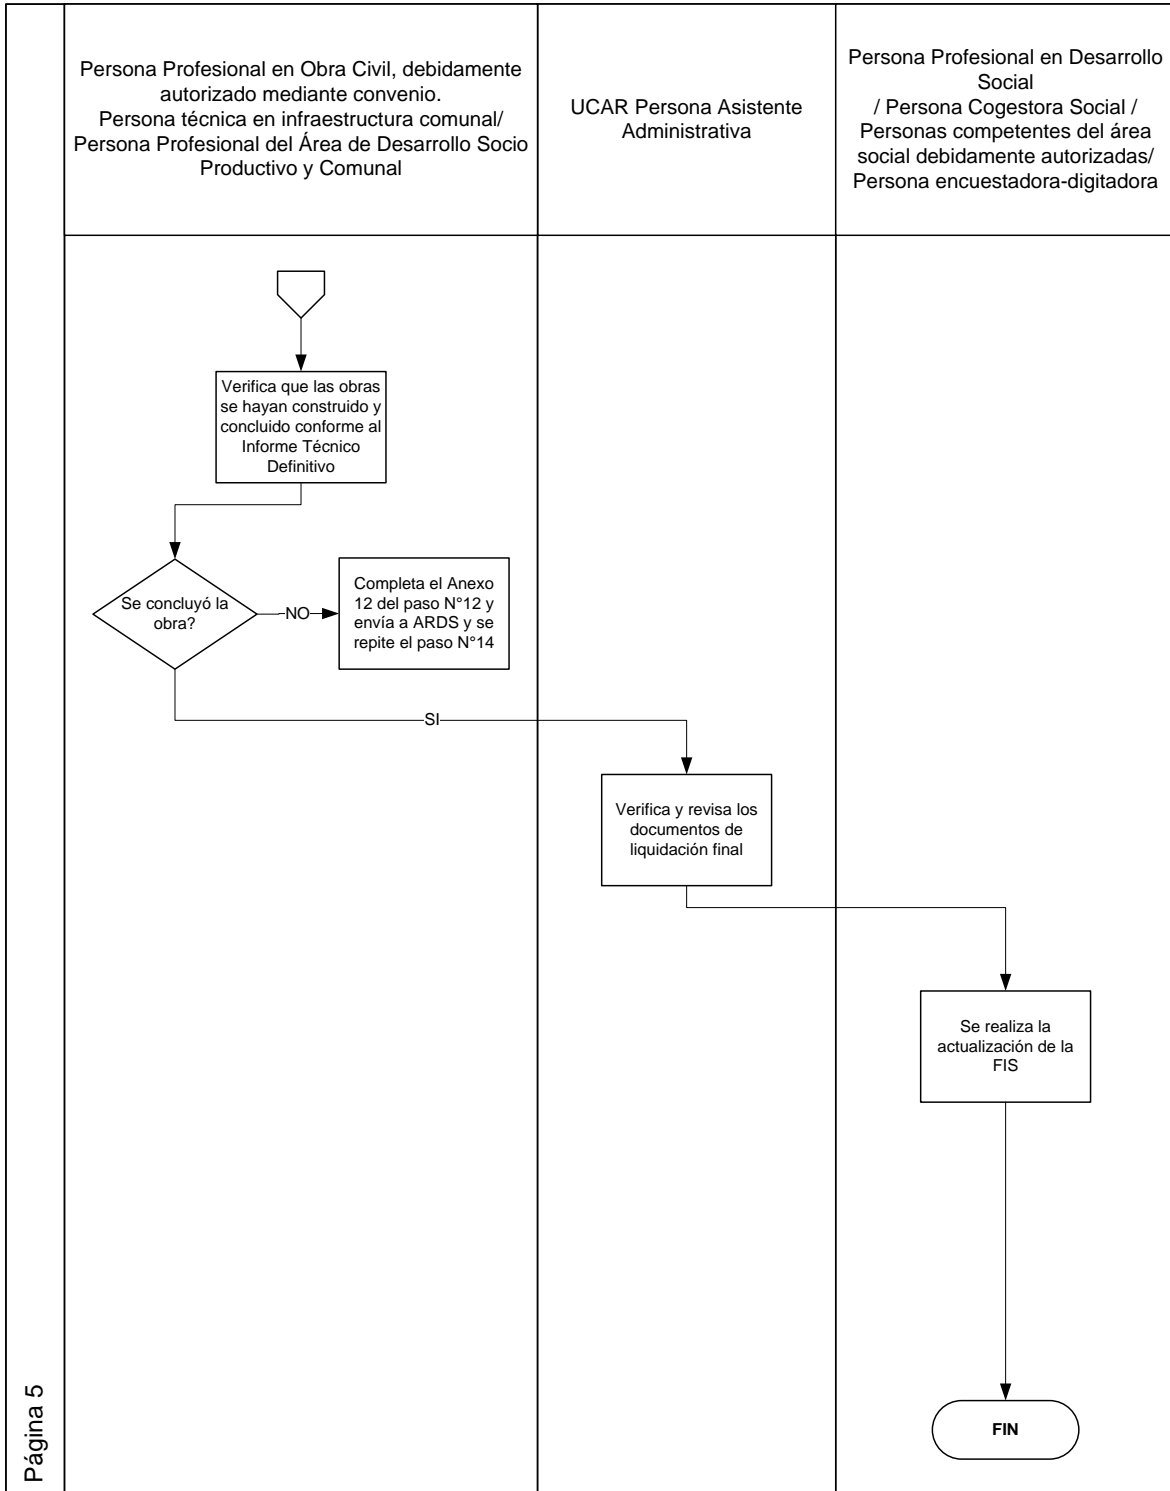 Persona Profesional en Obra Civil, debidamente
autorizado mediante convenio.
Persona técnica en infraestructura comunal/
Persona Profesional del Área de Desarrollo Socio
Productivo y Comunal
UCAR Persona Asistente
Administrativa
Persona Profesional en Desarrollo
Social
/ Persona Cogestora Social /
Personas competentes del área
social debidamente autorizadas/
Persona encuestadora-digitadora
Verifica que las obras
se hayan construido y
concluido conforme al
Informe Técnico
Definitivo
Se concluyó la
obra?
NO
Completa el Anexo
12 del paso N°12 y
envía a ARDS y se
repite el paso N°14
SI
Verifica y revisa los
documentos de
liquidación final
Se realiza la
actualización de la
FIS
FIN
Página 5